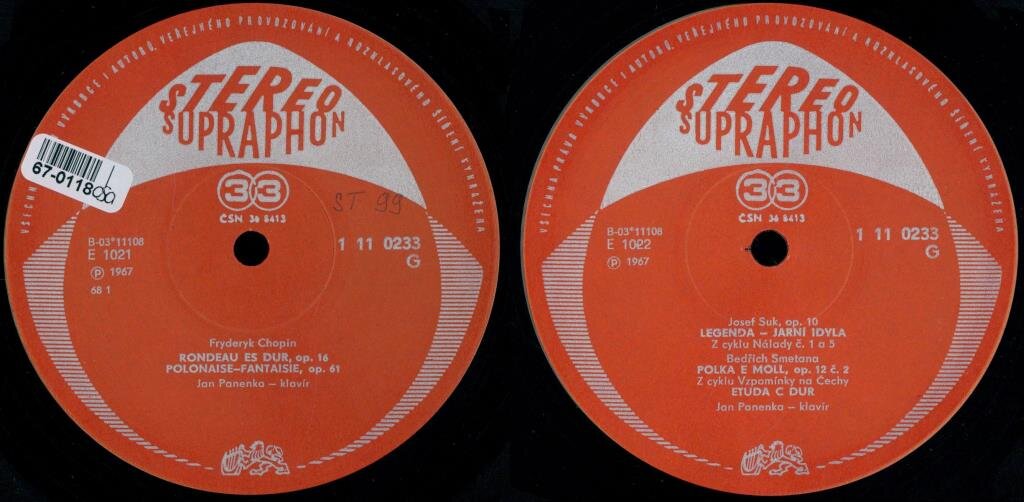 VŠECHNA PRÁVA VÝROBCE I AUTORŮ, VEŘEJNÉHO PROVOZOVÁNÍ A ROZHLASOVÉHO ŠÍŘENÍ VYHRAŽENA
STEREO
SUPRAPHON
67-0118
33
ČSN 36 8413
ST 99
B-03*11108
E 1021
℗ 1967
68 1
1 11 0233
G
Fryderyk Chopin
RONDEAU ES DUR, op. 16
POLONAISE–FANTAISIE, op. 61
Jan Panenka – klavír
VŠECHNA PRÁVA VÝROBCE I AUTORŮ, VEŘEJNÉHO PROVOZOVÁNÍ A ROZHLASOVÉHO ŠÍŘENÍ VYHRAŽENA
STEREO
SUPRAPHON
33
ČSN 36 8413
B-03*11108
E 1022
℗ 1967
1 11 0233
G
Josef Suk, op. 10
LEGENDA – JARNÍ IDYLA
Z cyklu Nálady č. 1 a 5
Bedřich Smetana
POLKA E MOLL, op. 12 č. 2
Z cyklu Vzpomínky na Čechy
ETUDA C DUR
Jan Panenka – klavír